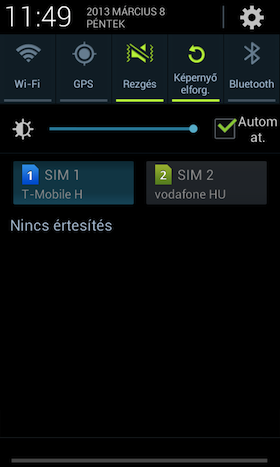 11:49
2013 MÁRCIUS 8
PÉNTEK
Wi-Fi
GPS
Rezgés
Képernyő
elforg.
Bluetooth
Autom
at.
1 SIM 1
T-Mobile H
2 SIM 2
vodafone HU
Nincs értesítés